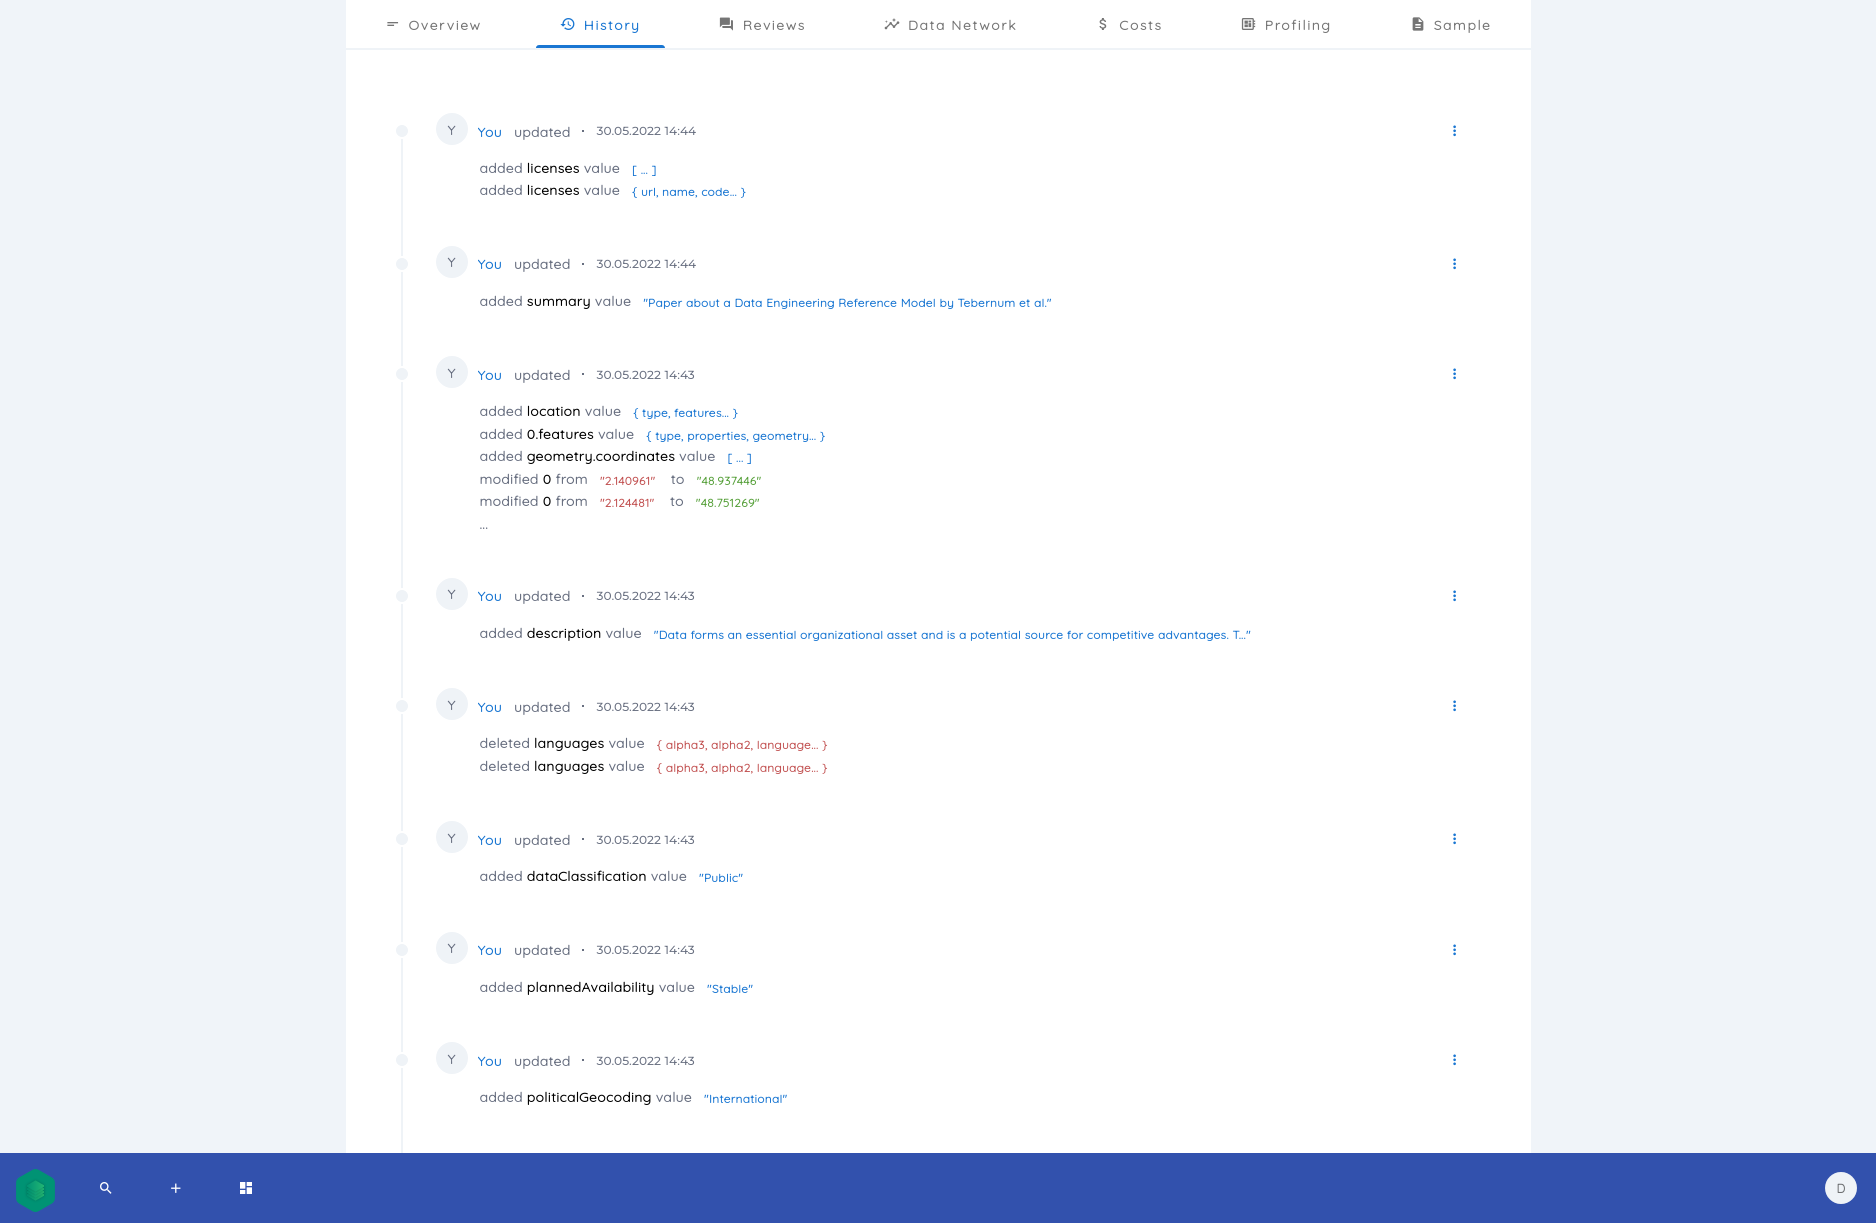 Overview History Reviews Data Network Costs Profiling Sample
Y You updated · 30.05.2022 14:44
added licenses value [ ... ]
added licenses value { url, name, code... }
Y You updated · 30.05.2022 14:44
added summary value "Paper about a Data Engineering Reference Model by Tebernum et al."
Y You updated · 30.05.2022 14:43
added location value { type, features... }
added 0.features value { type, properties, geometry... }
added geometry.coordinates value [ ... ]
modified 0 from "2.140961" to "48.937446"
modified 0 from "2.124481" to "48.751269"
...
Y You updated · 30.05.2022 14:43
added description value "Data forms an essential organizational asset and is a potential source for competitive advantages. T..."
Y You updated · 30.05.2022 14:43
deleted languages value { alpha3, alpha2, language... }
deleted languages value { alpha3, alpha2, language... }
Y You updated · 30.05.2022 14:43
added dataClassification value "Public"
Y You updated · 30.05.2022 14:43
added plannedAvailability value "Stable"
Y You updated · 30.05.2022 14:43
added politicalGeocoding value "International"
D